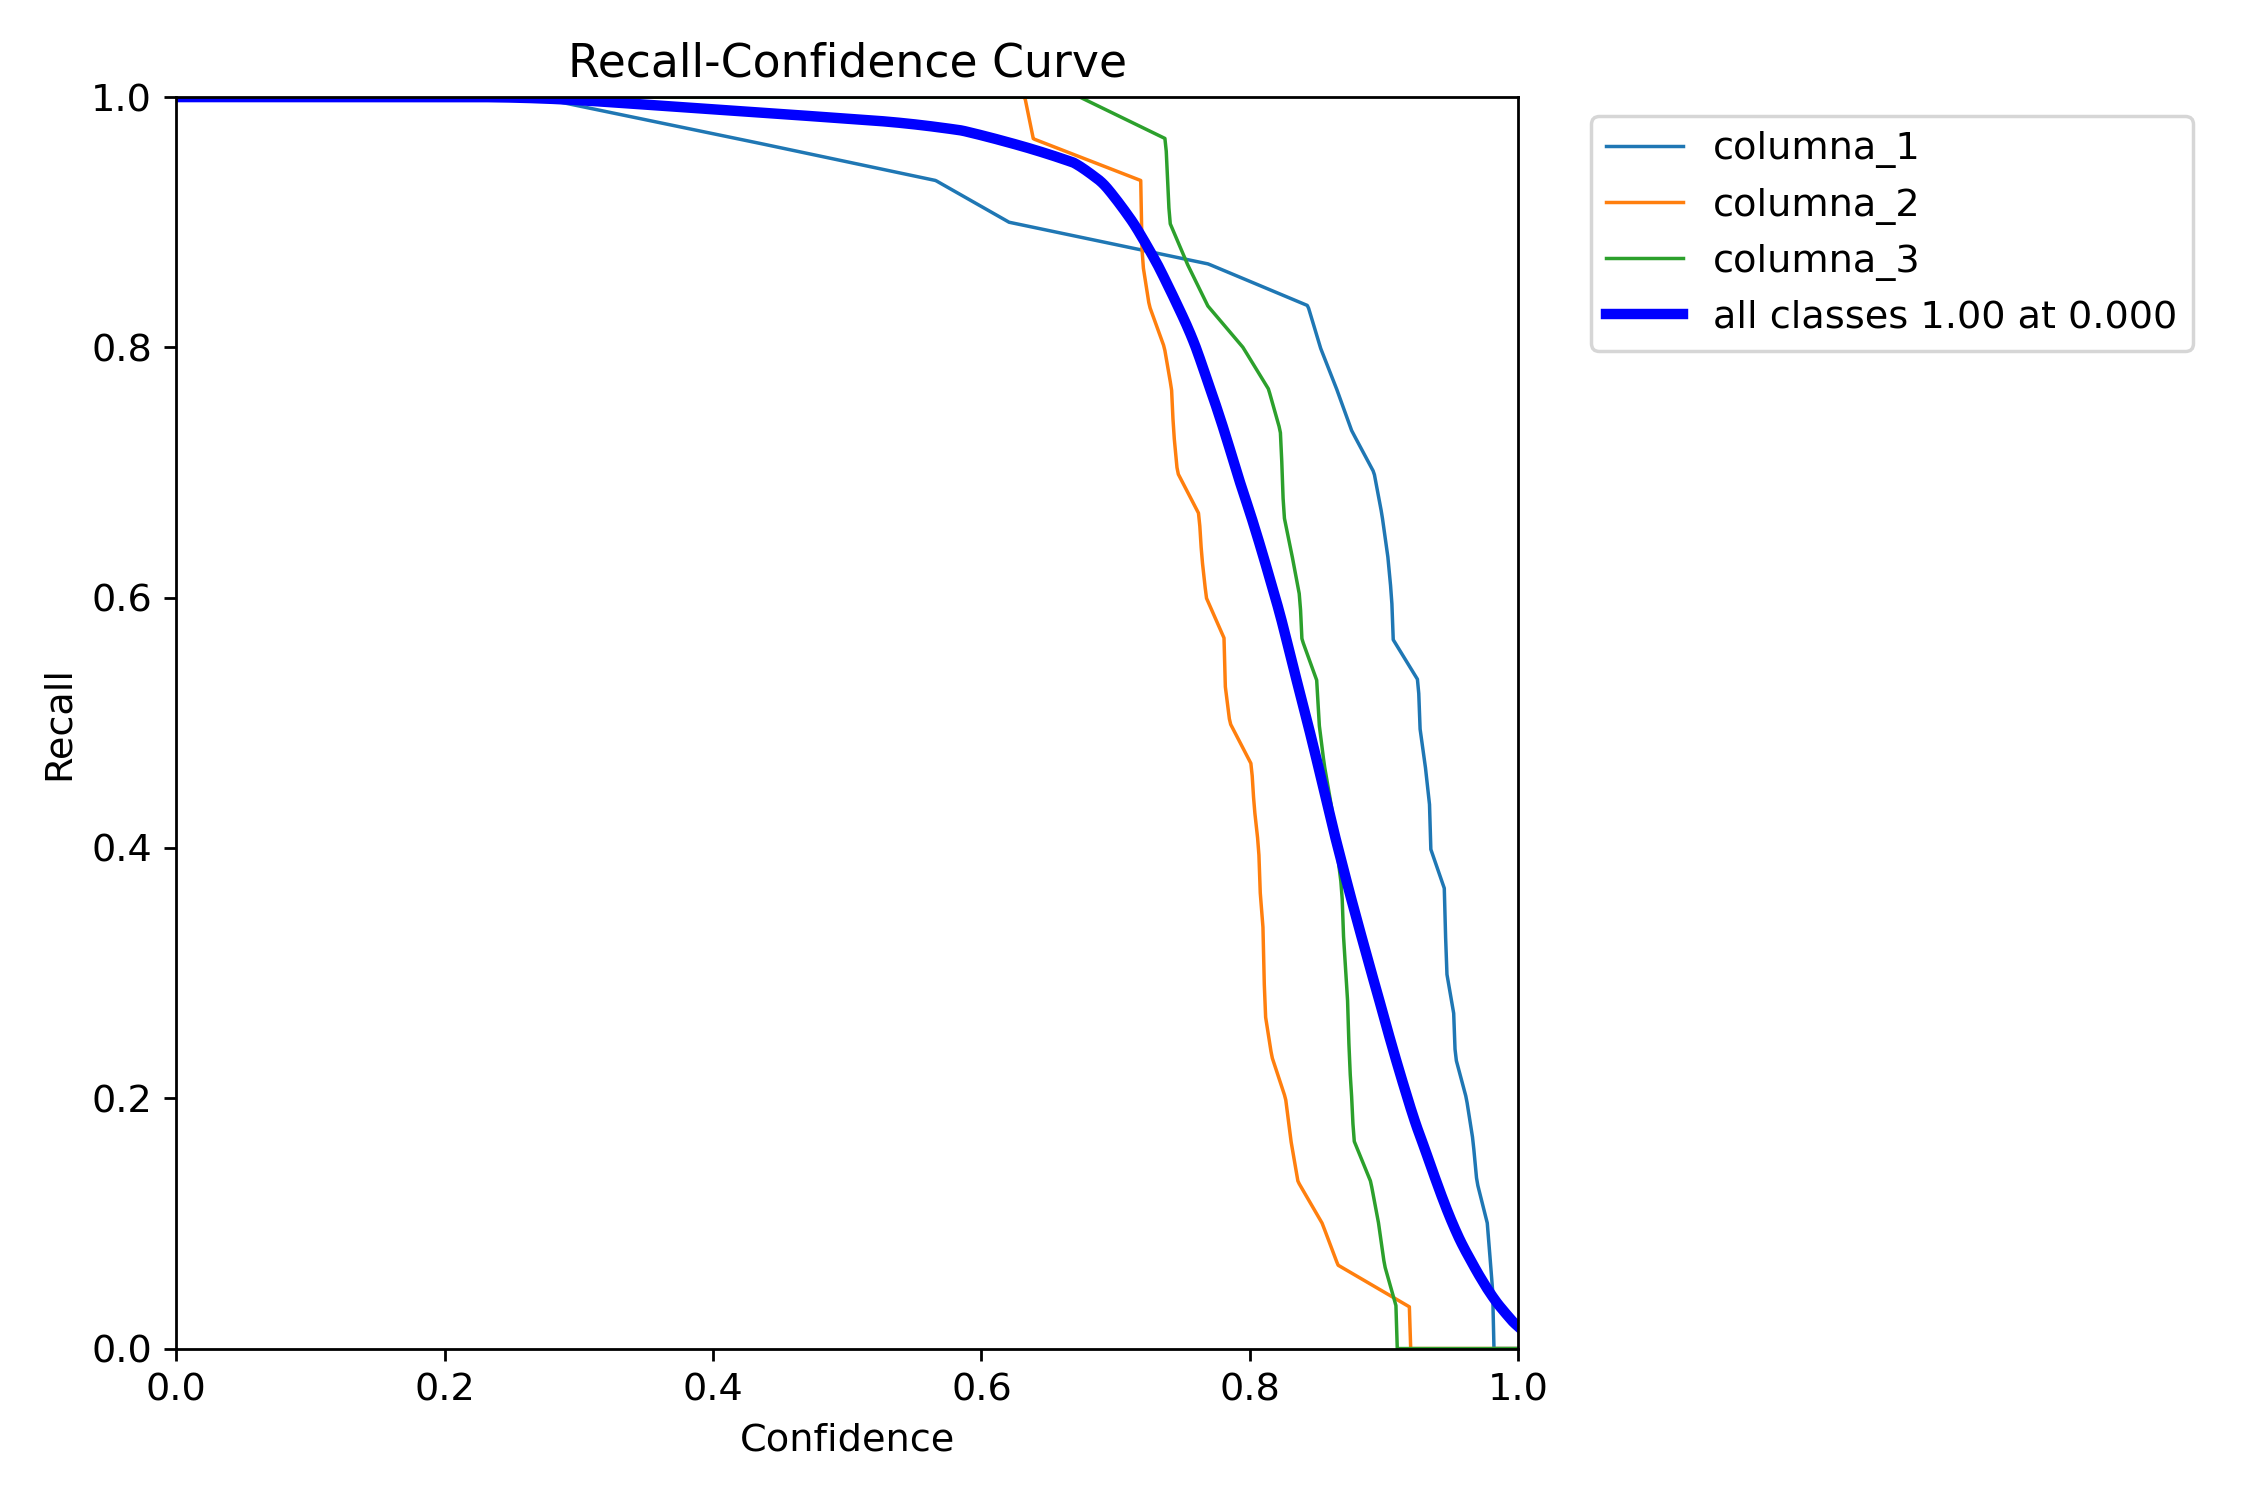 Recall-Confidence Curve
1.0
0.8
0.6
0.4
0.2
0.0
Recall
0.0 0.2 0.4 0.6 0.8 1.0
Confidence
columna_1
columna_2
columna_3
all classes 1.00 at 0.000